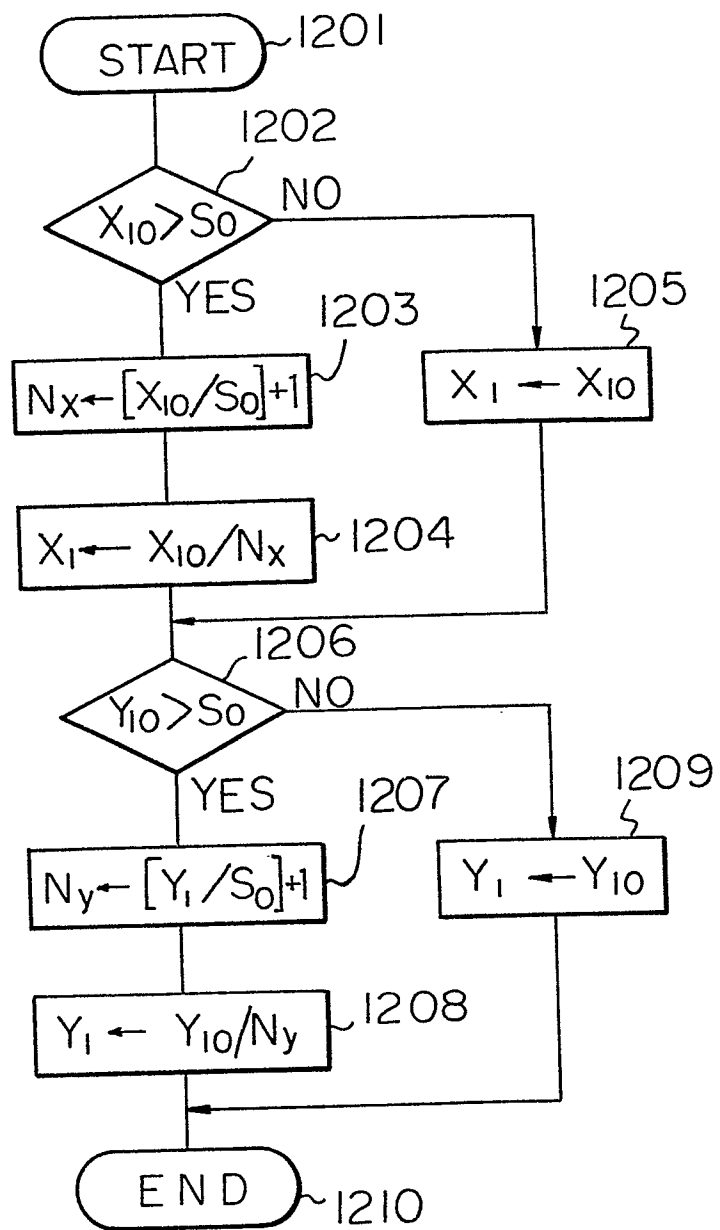 START
1201
1202
X₁₀>S₀
NO
YES
1203
Nx←[X₁₀/S₀]+1
1205
X₁ ← X₁₀
X₁← X₁₀/Nx
1204
1206
Y₁₀>S₀
NO
YES
1207
Ny←[Y₁/S₀]+1
1209
Y₁ ←Y₁₀
Y₁ ← Y₁₀/Ny
1208
END
1210